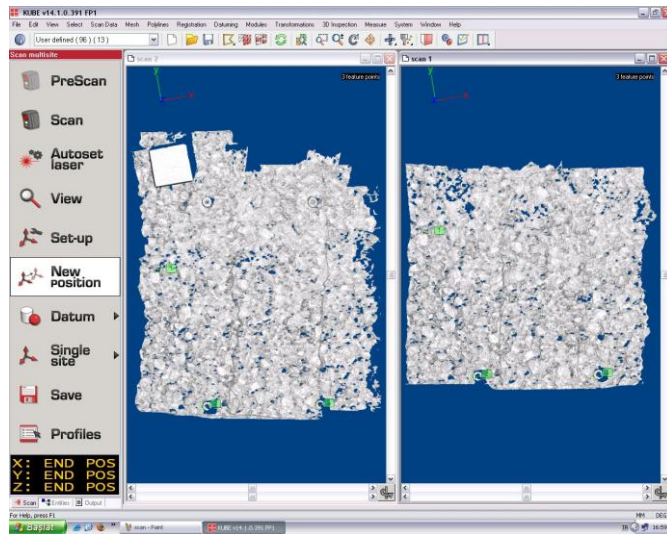 KUBE v14.1.0.391 FP1
File Edit View Select Scan Data Mesh Polylines Registration Datuming Modules Transformations 3D Inspection Measure System Window Help
User defined ( 96 ) ( 13 )
Scan multisite
scan 2
scan 1
3 feature points
3 feature points
y
x
y
x
PreScan
Scan
Autoset
laser
View
Set-up
New
position
Datum
Single
site
Save
Profiles
X: END POS
Y: END POS
Z: END POS
Scan Entities Output
For Help, press F1
MM DEG
Başlat
scan - Paint
KUBE v14.1.0.391 FP1
16:59